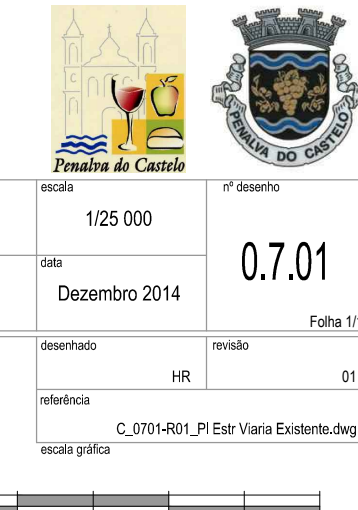 Penalva do Castelo
PENALVA DO CASTELO
escala
nº desenho
1/25 000
0.7.01
data
Dezembro 2014
Folha 1/
desenhado
revisão
HR
01
referência
C_0701-R01_Pl Estr Viaria Existente.dwg
escala gráfica